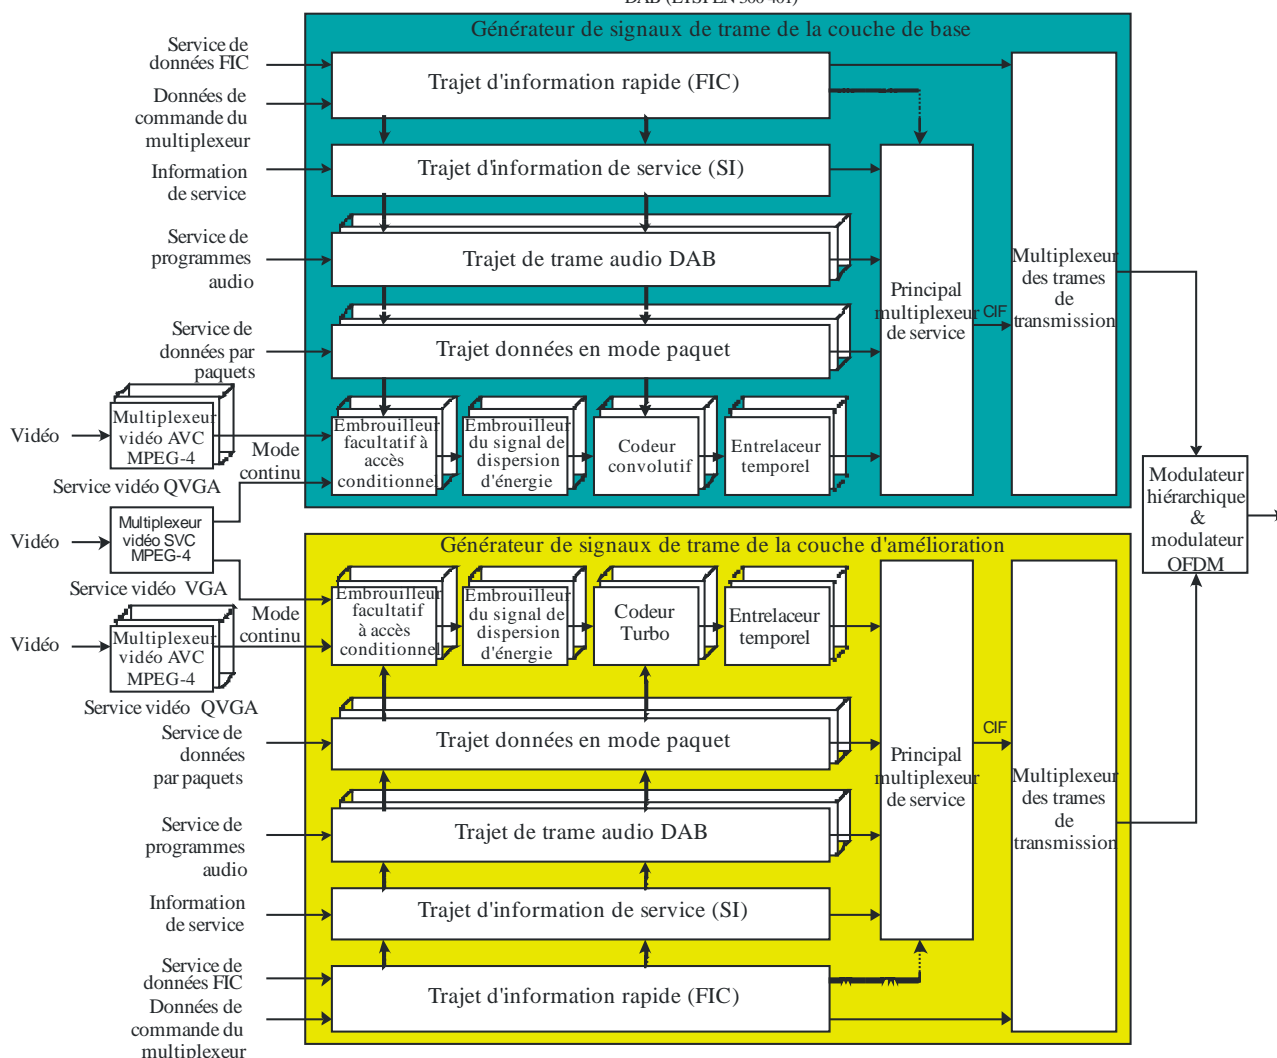 DAB (ETSI EN 300 401)
Générateur de signaux de trame de la couche de base
Service de
données FIC
Trajet d'information rapide (FIC)
Données de
commande du
multiplexeur
Information
de service
Trajet d'information de service (SI)
Service de
programmes
audio
Trajet de trame audio DAB
Service de
données par
paquets
Trajet données en mode paquet
Principal
multiplexeur
de service
CIF
Multiplexeur
des trames
de
transmission
Vidéo
Multiplexeur
vidéo AVC
MPEG-4
Service vidéo QVGA
Mode
continu
Embrouilleur
facultatif à
accès
conditionnel
Embrouilleur
du signal de
dispersion
d'énergie
Codeur
convolutif
Entrelaceur
temporel
Vidéo
Multiplexeur
vidéo SVC
MPEG-4
Service vidéo VGA
Modulateur
hiérarchique
&
modulateur
OFDM
Générateur de signaux de trame de la couche d'amélioration
Vidéo
Multiplexeur
vidéo AVC
MPEG-4
Service vidéo QVGA
Mode
continu
Embrouilleur
facultatif
à accès
conditionnel
Embrouilleur
du signal de
dispersion
d'énergie
Codeur
Turbo
Entrelaceur
temporel
Service de
données
par paquets
Trajet données en mode paquet
Principal
multiplexeur
de service
CIF
Multiplexeur
des trames
de
transmission
Service de
programmes
audio
Trajet de trame audio DAB
Information
de service
Trajet d'information de service (SI)
Service de
données FIC
Trajet d'information rapide (FIC)
Données de
commande du
multiplexeur